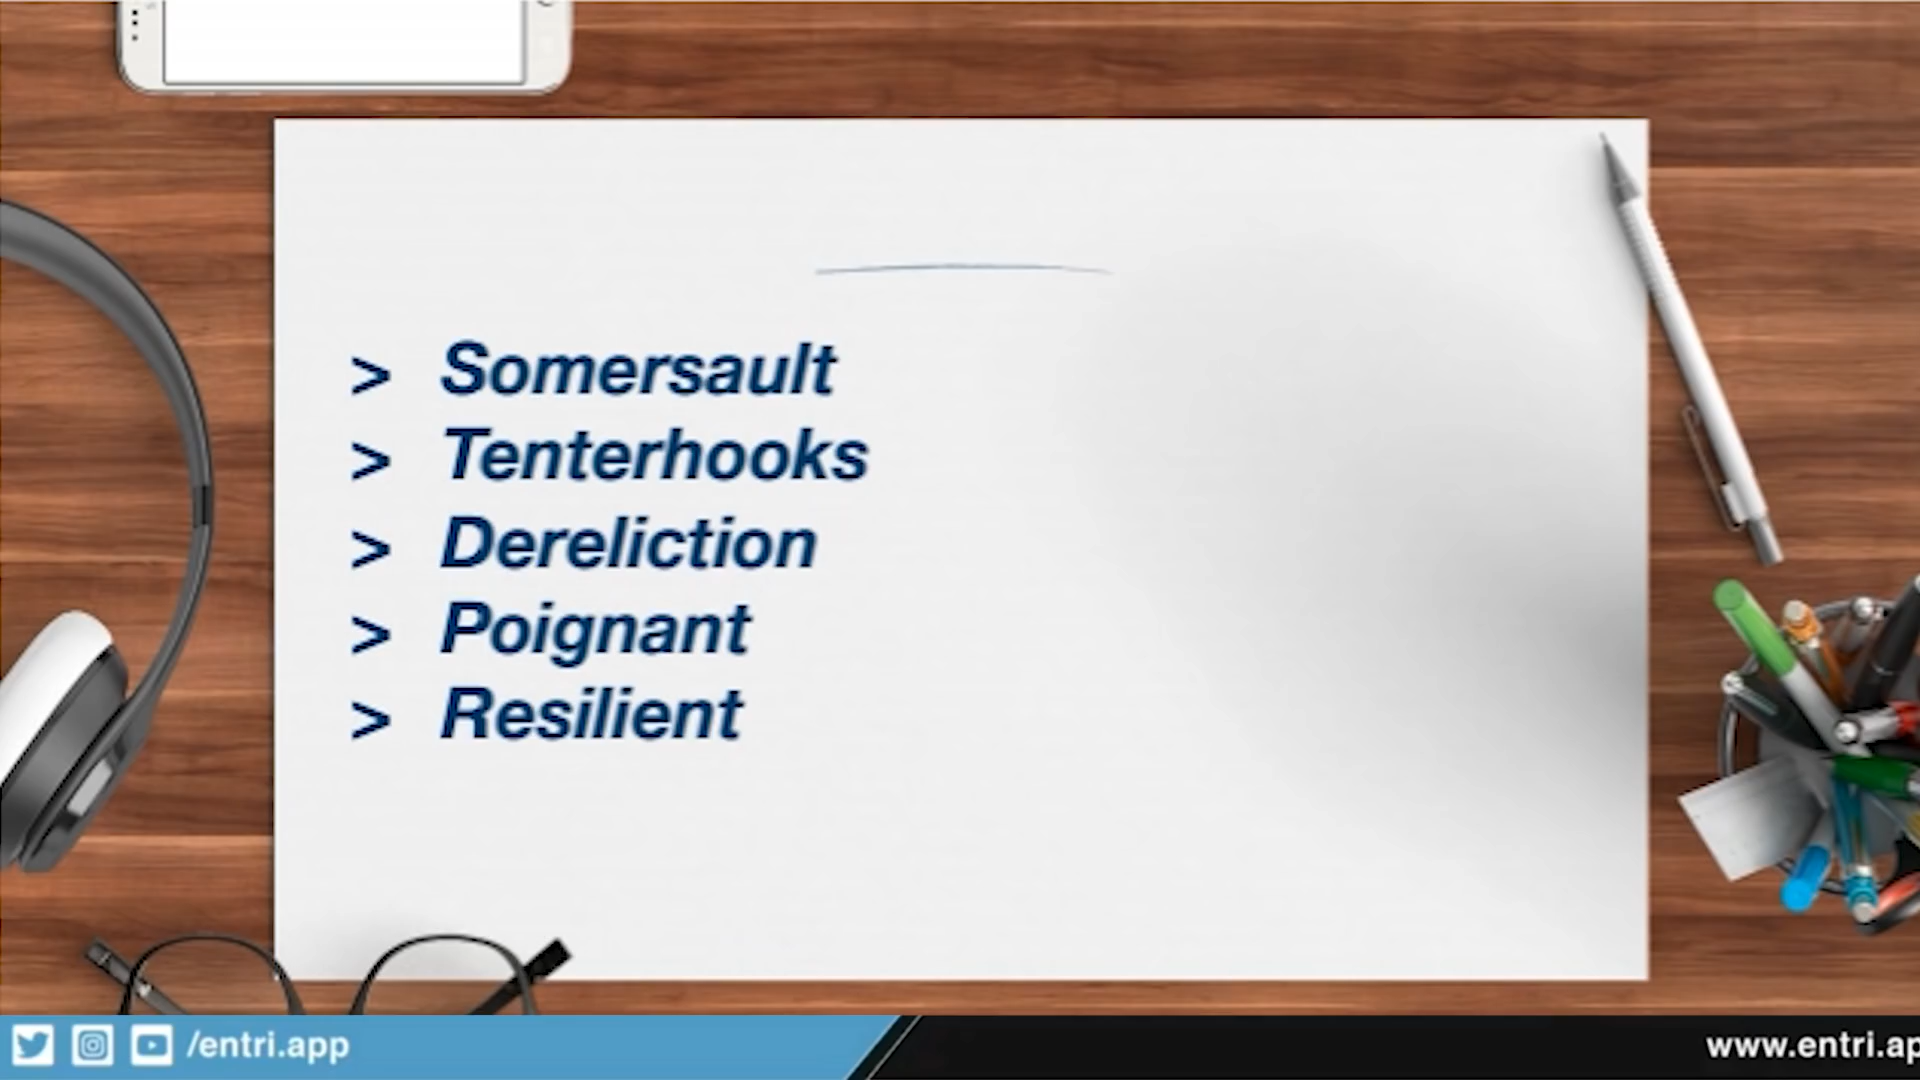 > Somersault
> Tenterhooks
> Dereliction
> Poignant
> Resilient
/entri.app
www.entri.ap